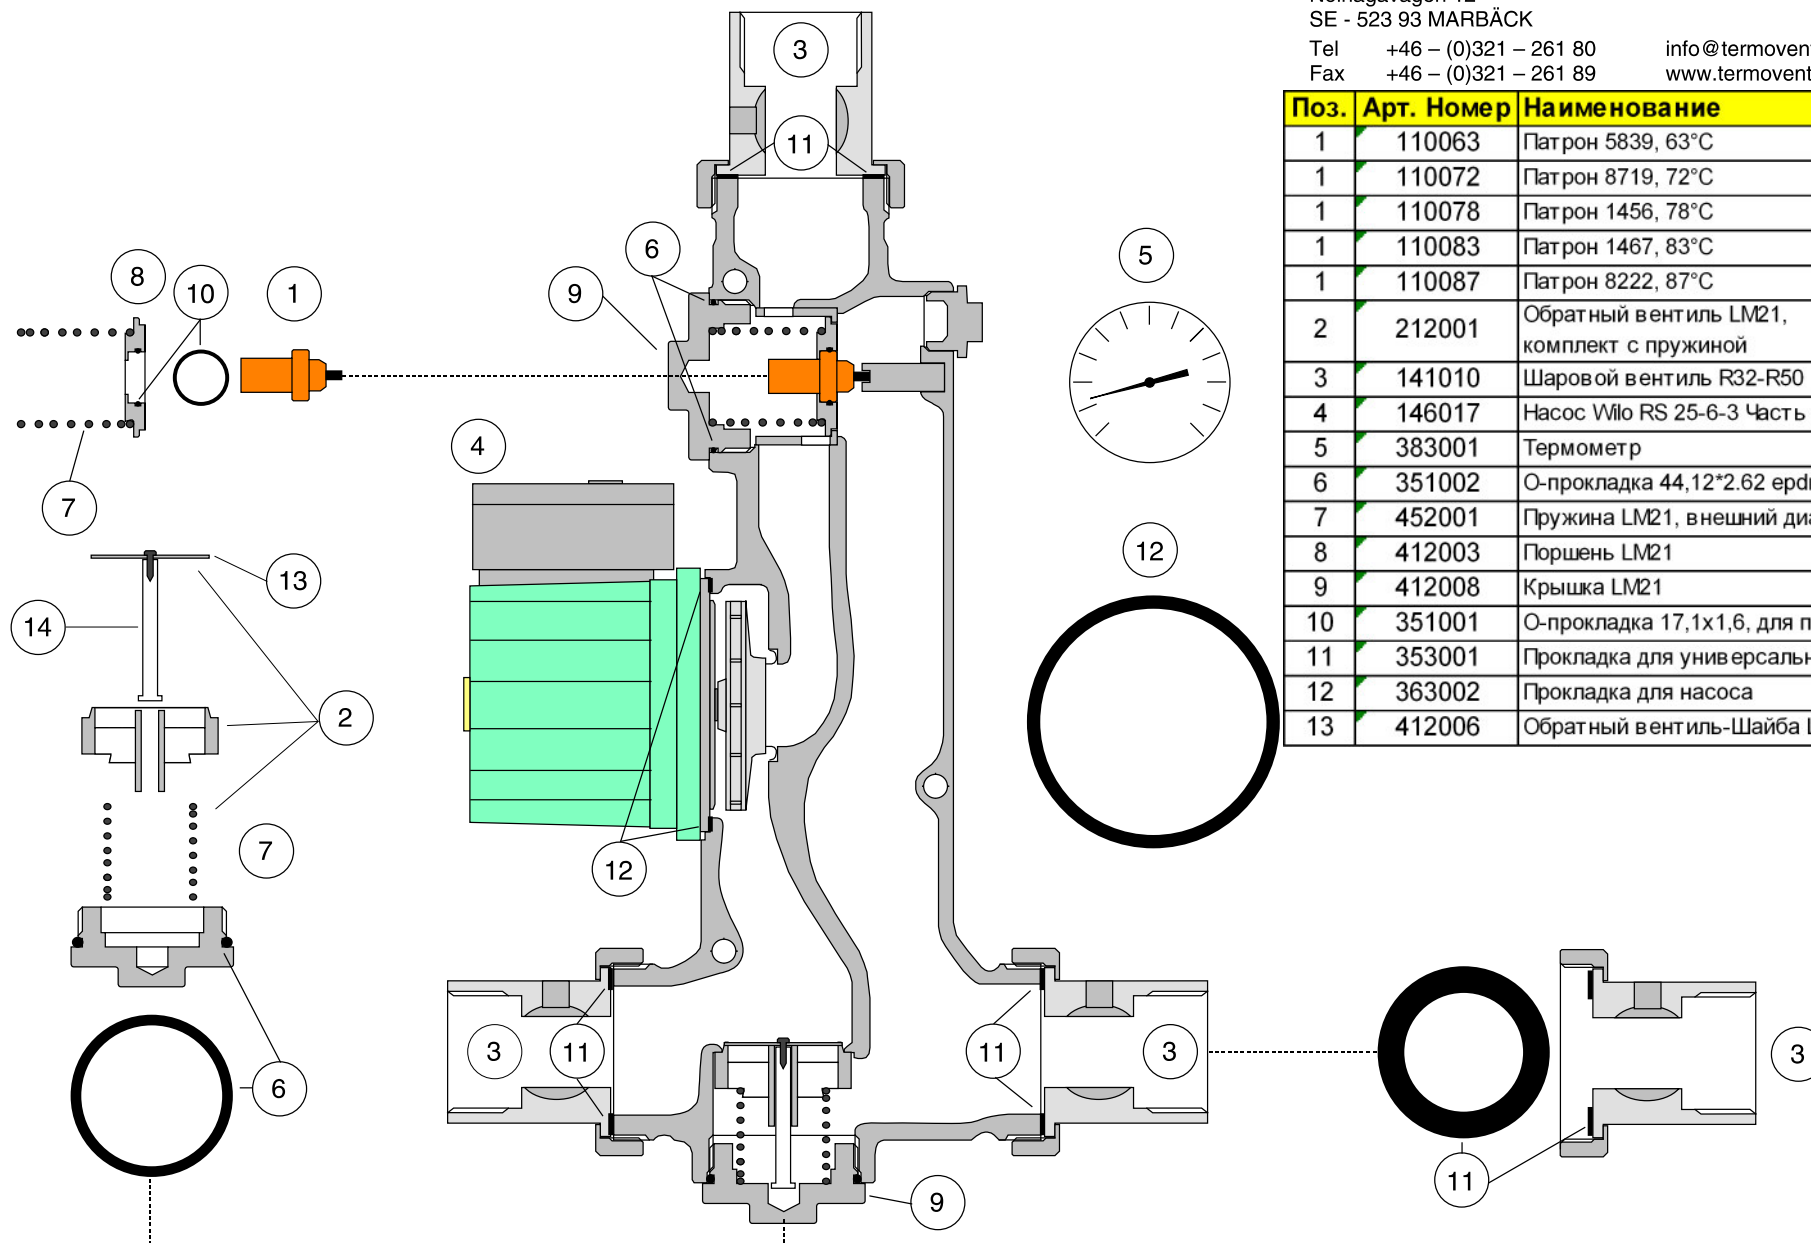 SE - 523 93 MARBÄCK
Tel +46 – (0)321 – 261 80 info@termovent
Fax +46 – (0)321 – 261 89 www.termovent
Поз. Арт. Номер Наименование
1 110063 Патрон 5839, 63°C
1 110072 Патрон 8719, 72°C
1 110078 Патрон 1456, 78°C
1 110083 Патрон 1467, 83°C
1 110087 Патрон 8222, 87°C
2 212001 Обратный вентиль LM21,
комплект с пружиной
3 141010 Шаровой вентиль R32-R50
4 146017 Насос Wilo RS 25-6-3 Часть
5 383001 Термометр
6 351002 О-прокладка 44,12*2.62
7 452001 Пружина LM21, внешний
8 412003 Поршень LM21
9 412008 Крышка LM21
10 351001 О-прокладка 17,1x1,6, для
11 353001 Прокладка для
12 363002 Прокладка для насоса
13 412006 Обратный вентиль-Шайба
3
11
6
5
8
10
1
9
4
7
12
13
14
2
7
12
3
11
11
3
3
6
11
9